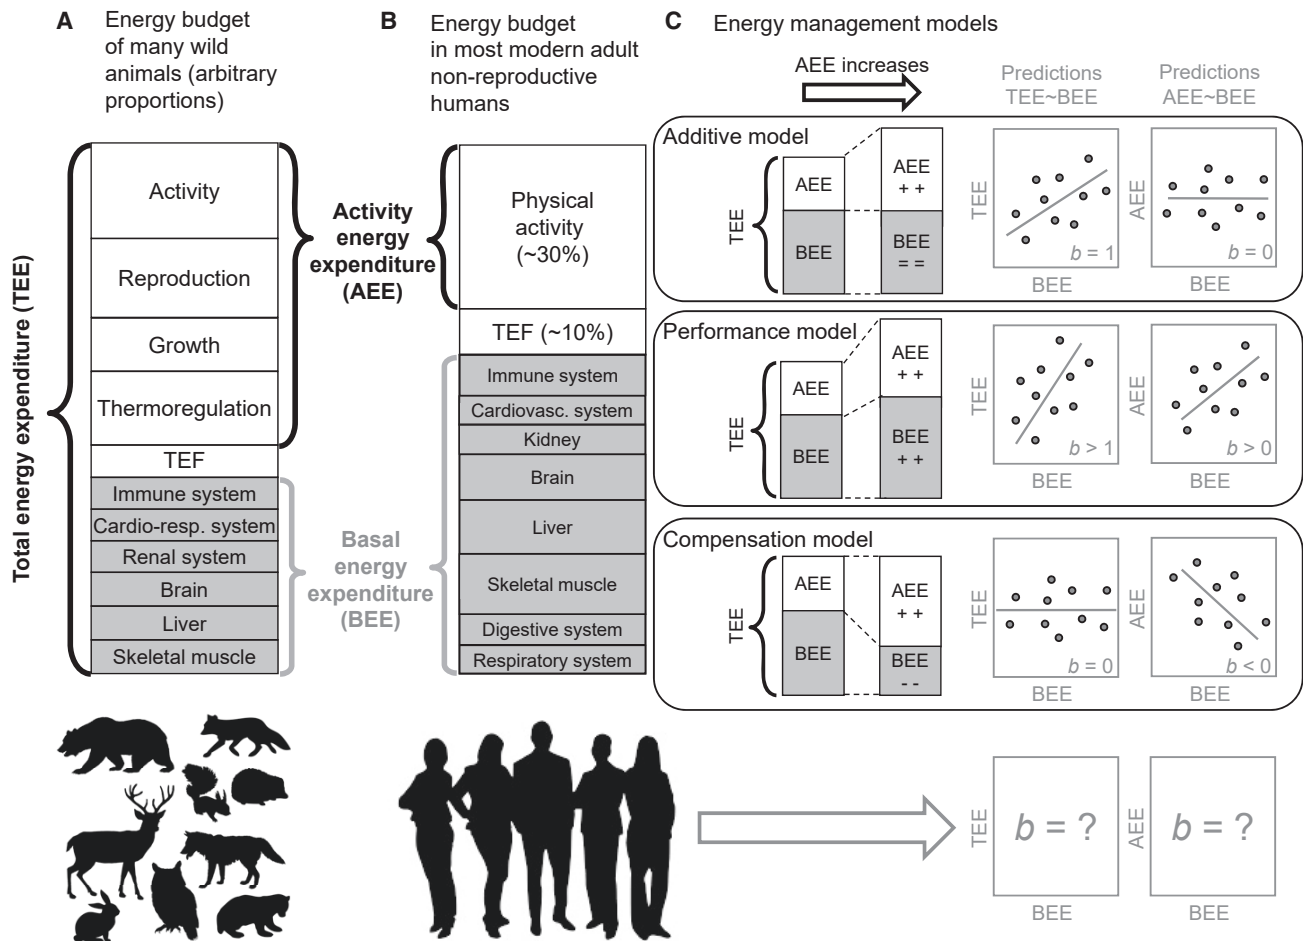 A
Energy budget
of many wild
animals (arbitrary
proportions)
Total energy expenditure (TEE)
Activity
Reproduction
Growth
Thermoregulation
TEF
Immune system
Cardio-resp. system
Renal system
Brain
Liver
Skeletal muscle
Activity
energy
expenditure
(AEE)
Basal
energy
expenditure
(BEE)
B
Energy budget
in most modern adult
non-reproductive
humans
Physical
activity
(~30%)
TEF (~10%)
Immune system
Cardiovasc. system
Kidney
Brain
Liver
Skeletal muscle
Digestive system
Respiratory system
C
Energy management models
AEE increases
Predictions
TEE~BEE
Predictions
AEE~BEE
Additive model
TEE
AEE
BEE
AEE
+ +
BEE
= =
TEE
b = 1
BEE
AEE
b = 0
BEE
Performance model
TEE
AEE
BEE
AEE
+ +
BEE
+ +
TEE
b > 1
BEE
AEE
b > 0
BEE
Compensation model
TEE
AEE
BEE
AEE
+ +
BEE
- -
TEE
b = 0
BEE
AEE
b < 0
BEE
TEE
b = ?
BEE
AEE
b = ?
BEE